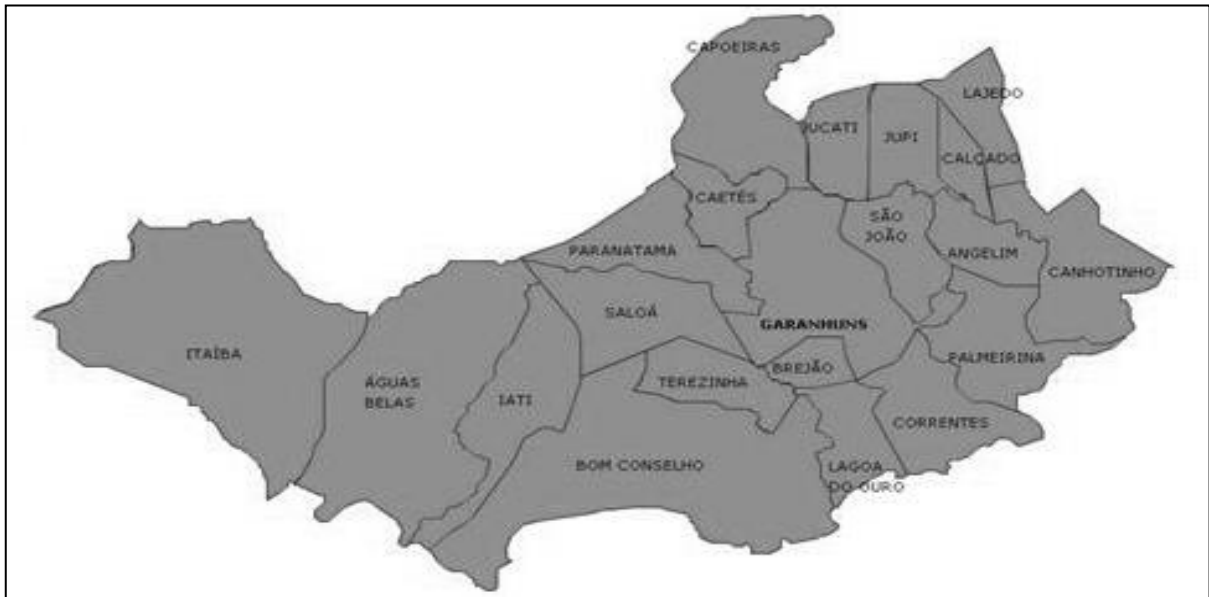 CAPOEIRAS
LAJEDO
JUCATI
JUPI
CALÇADO
CAETÉS
SÃO
JOÃO
PARANATAMA
ANGELIM
CANHOTINHO
SALOÁ
GARANHUNS
ITAÍBA
PALMEIRINA
BREJÃO
TEREZINHA
ÁGUAS
BELAS
IATI
CORRENTES
BOM CONSELHO
LAGOA
DO OURO